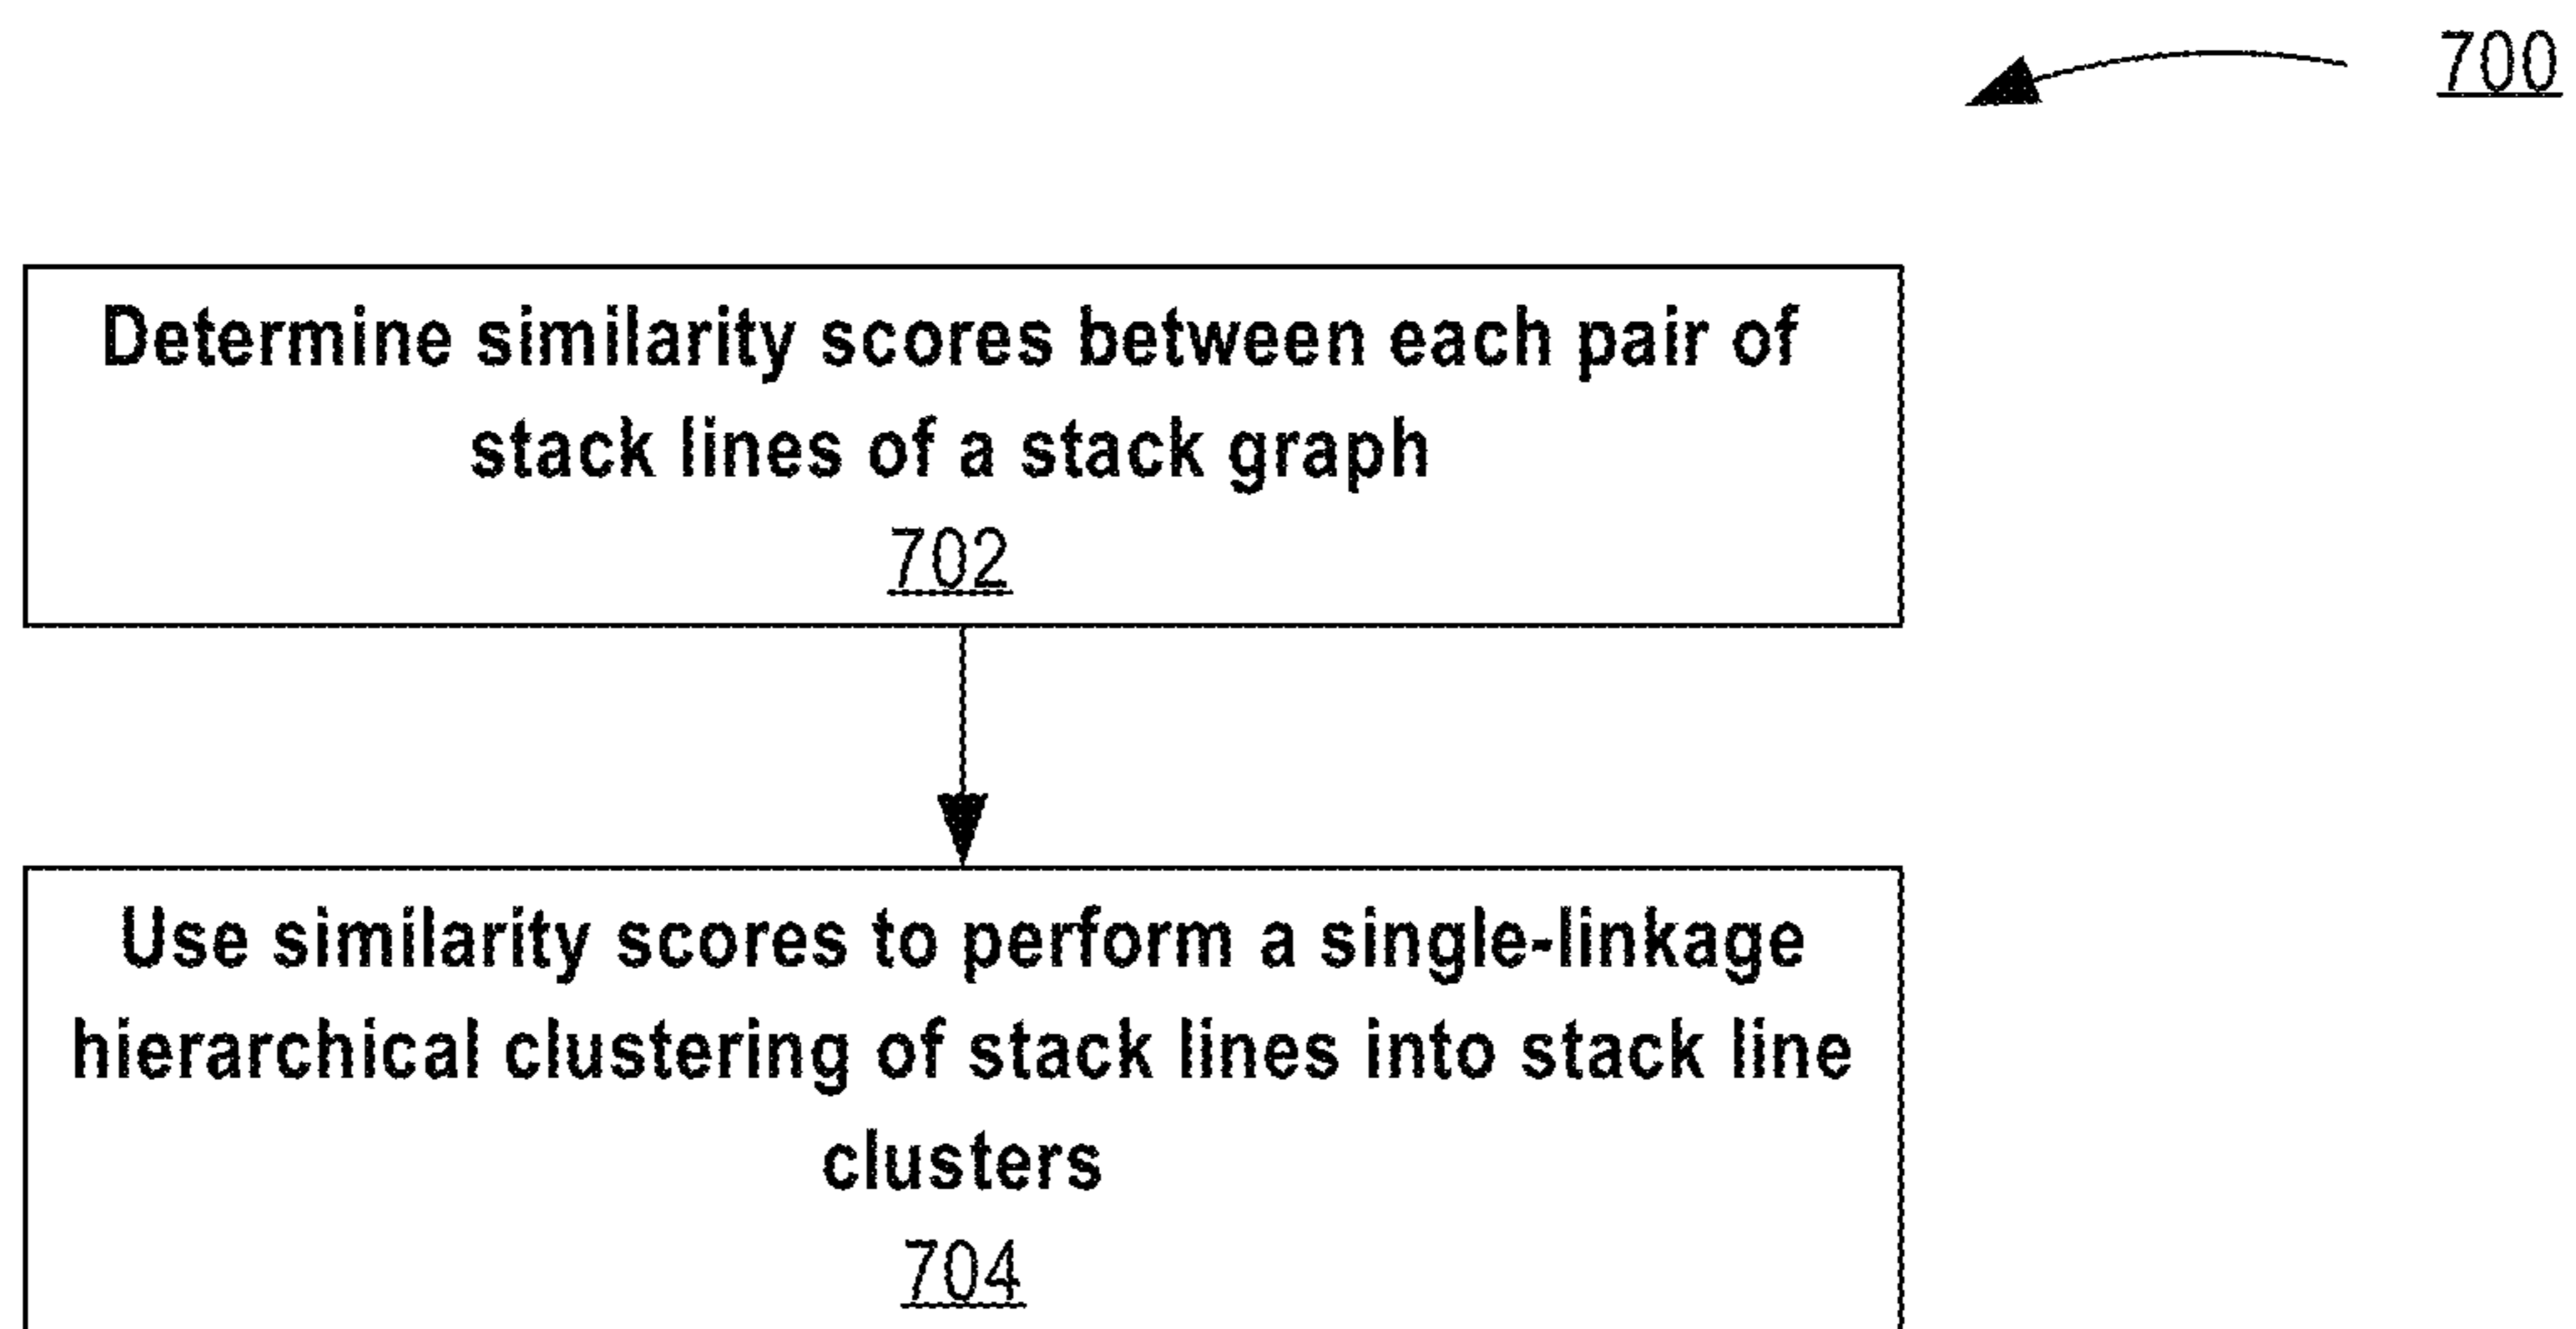 700
Determine similarity scores between each pair of
stack lines of a stack graph
702
Use similarity scores to perform a single-linkage
hierarchical clustering of stack lines into stack line
clusters
704